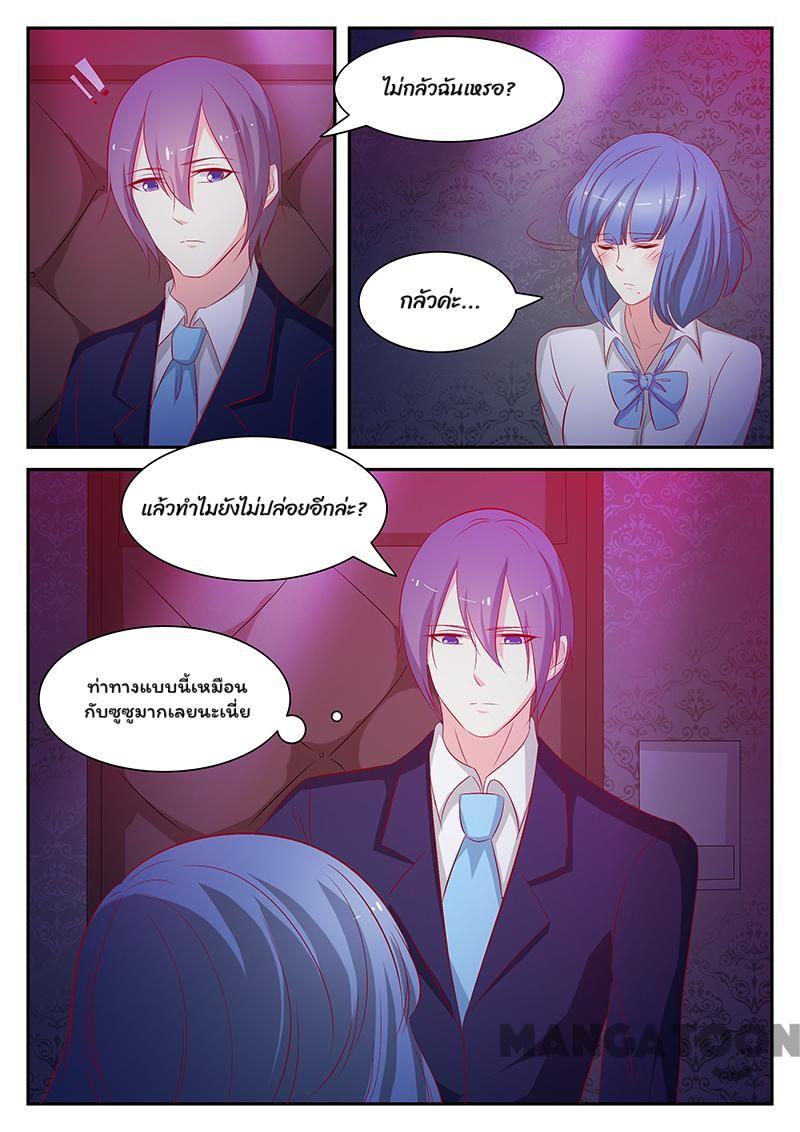 ไม่กลัวฉันเหรอ?
กลัวค่ะ...
แล้วทำไมยังไม่ปล่อยอีกล่ะ?
ท่าทางแบบนี้เหมือน
กับซูซูมากเลยนะเนี่ย
MANGATOON